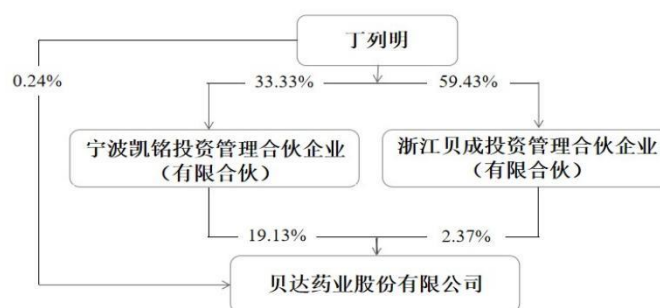 丁列明
0.24%
33.33%
59.43%
宁波凯铭投资管理合伙企业
（有限合伙）
浙江贝成投资管理合伙企业
（有限合伙）
19.13%
2.37%
贝达药业股份有限公司